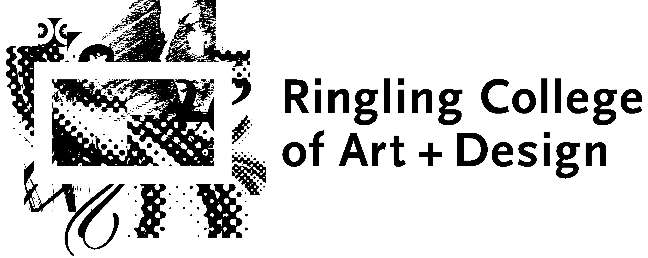 Ringling College
of Art + Design